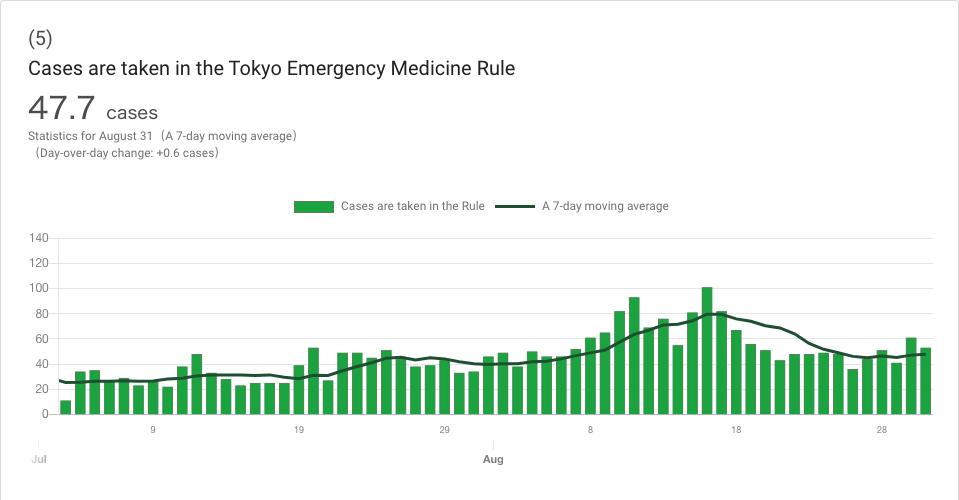 (5)
Cases are taken in the Tokyo Emergency Medicine Rule
47.7 cases
Statistics for August 31（A 7-day moving average）
（Day-over-day change: +0.6 cases）
Cases are taken in the Rule A 7-day moving average
140
120
100
80
60
40
20
0
9 19 29 8 18 28
Jul Aug